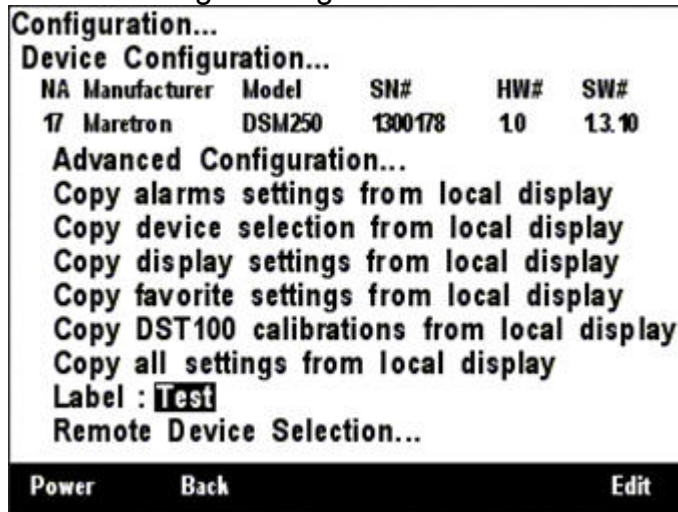 Configuration...
Device Configuration...
NA Manufacturer Model SN# HW# SW#
17 Maretron DSM250 1300178 1.0 1.3.10
Advanced Configuration...
Copy alarms settings from local display
Copy device selection from local display
Copy display settings from local display
Copy favorite settings from local display
Copy DST100 calibrations from local display
Copy all settings from local display
Label : Test
Remote Device Selection...
Power Back Edit